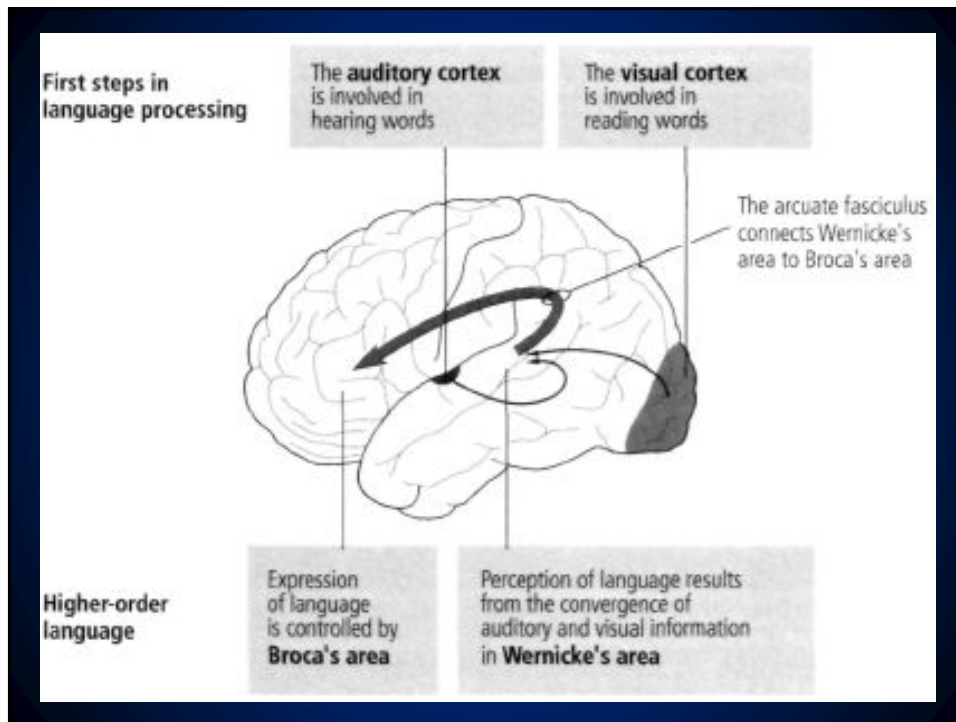 First steps in
language processing
The auditory cortex
is involved in
hearing words
The visual cortex
is involved in
reading words
The arcuate fasciculus
connects Wernicke's
area to Broca's area
Higher-order
language
Expression
of language
is controlled by
Broca's area
Perception of language results
from the convergence of
auditory and visual information
in Wernicke's area